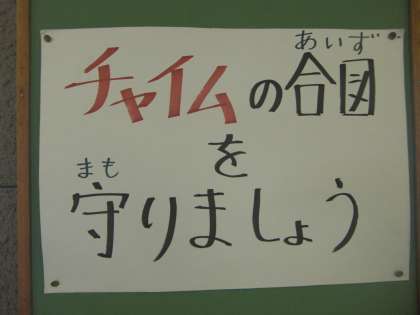 あいず
チャイムの合図
を
まも
守りましょう